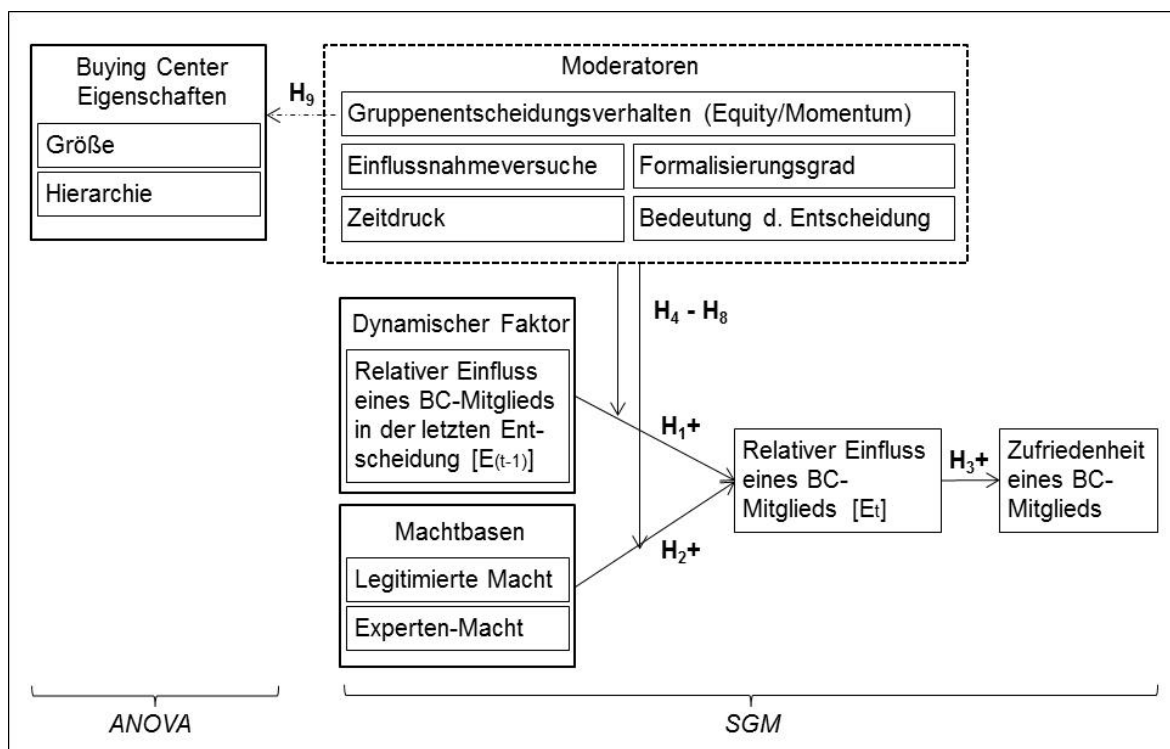 Buying Center
Eigenschaften
Größe
Hierarchie
H₉
Moderatoren
Gruppenentscheidungsverhalten (Equity/Momentum)
Einflussnahmeversuche
Formalisierungsgrad
Zeitdruck
Bedeutung d. Entscheidung
H₄ - H₈
Dynamischer Faktor
Relativer Einfluss
eines BC-Mitglieds
in der letzten Ent-
scheidung [E(t-1)]
H₁+
Machtbasen
Legitimierte Macht
Experten-Macht
H₂+
Relativer Einfluss
eines BC-
Mitglieds [Et]
H₃+
Zufriedenheit
eines BC-
Mitglieds
ANOVA
SGM